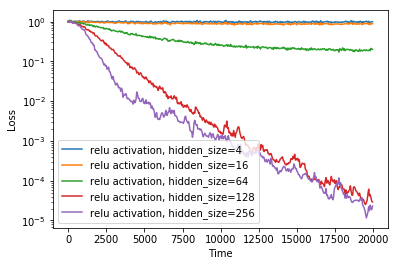 10⁰
10⁻¹
10⁻²
10⁻³
10⁻⁴
10⁻⁵
Loss
relu activation, hidden_size=4
relu activation, hidden_size=16
relu activation, hidden_size=64
relu activation, hidden_size=128
relu activation, hidden_size=256
0 2500 5000 7500 10000 12500 15000 17500 20000
Time